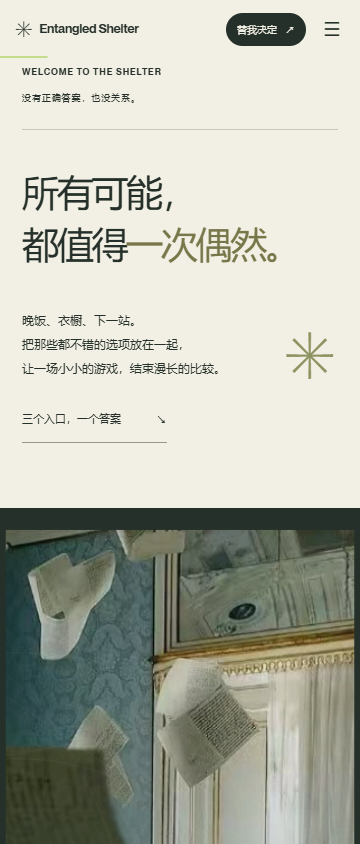 Entangled Shelter
替我决定 ↗
WELCOME TO THE SHELTER
没有正确答案，也没关系。
所有可能，
都值得一次偶然。
晚饭、衣橱、下一站。
把那些都不错的选项放在一起，
让一场小小的游戏，结束漫长的比较。
三个入口，一个答案 ↘